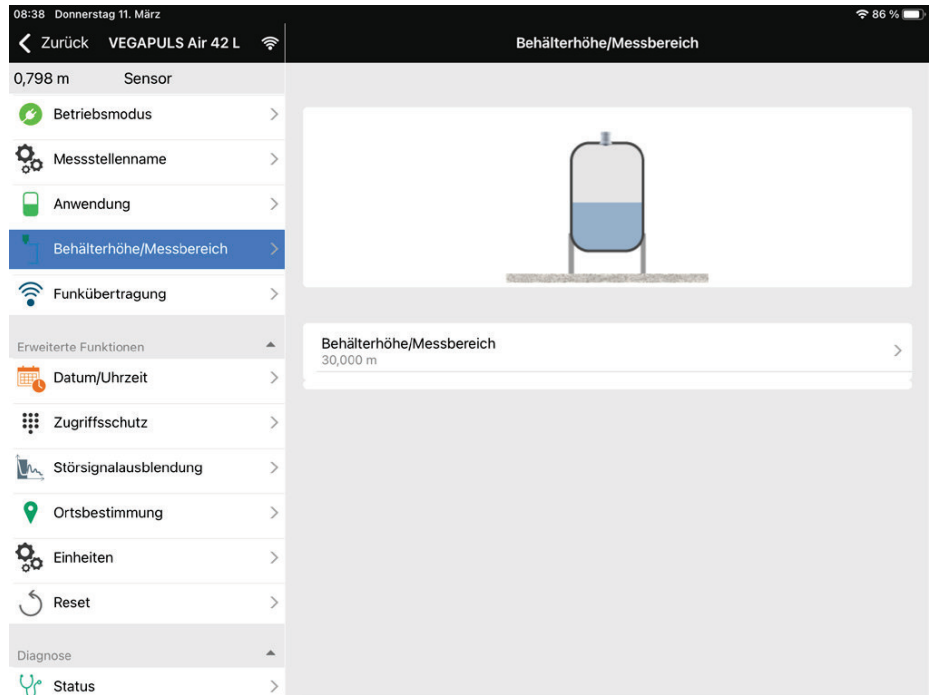 08:38 Donnerstag 11. März
86 %
Zurück VEGAPULS Air 42 L
Behälterhöhe/Messbereich
0,798 m Sensor
Betriebsmodus
Messstellenname
Anwendung
Behälterhöhe/Messbereich
Funkübertragung
Erweiterte Funktionen
Datum/Uhrzeit
Zugriffsschutz
Störsignalausblendung
Ortsbestimmung
Einheiten
Reset
Diagnose
Status
Behälterhöhe/Messbereich
30,000 m